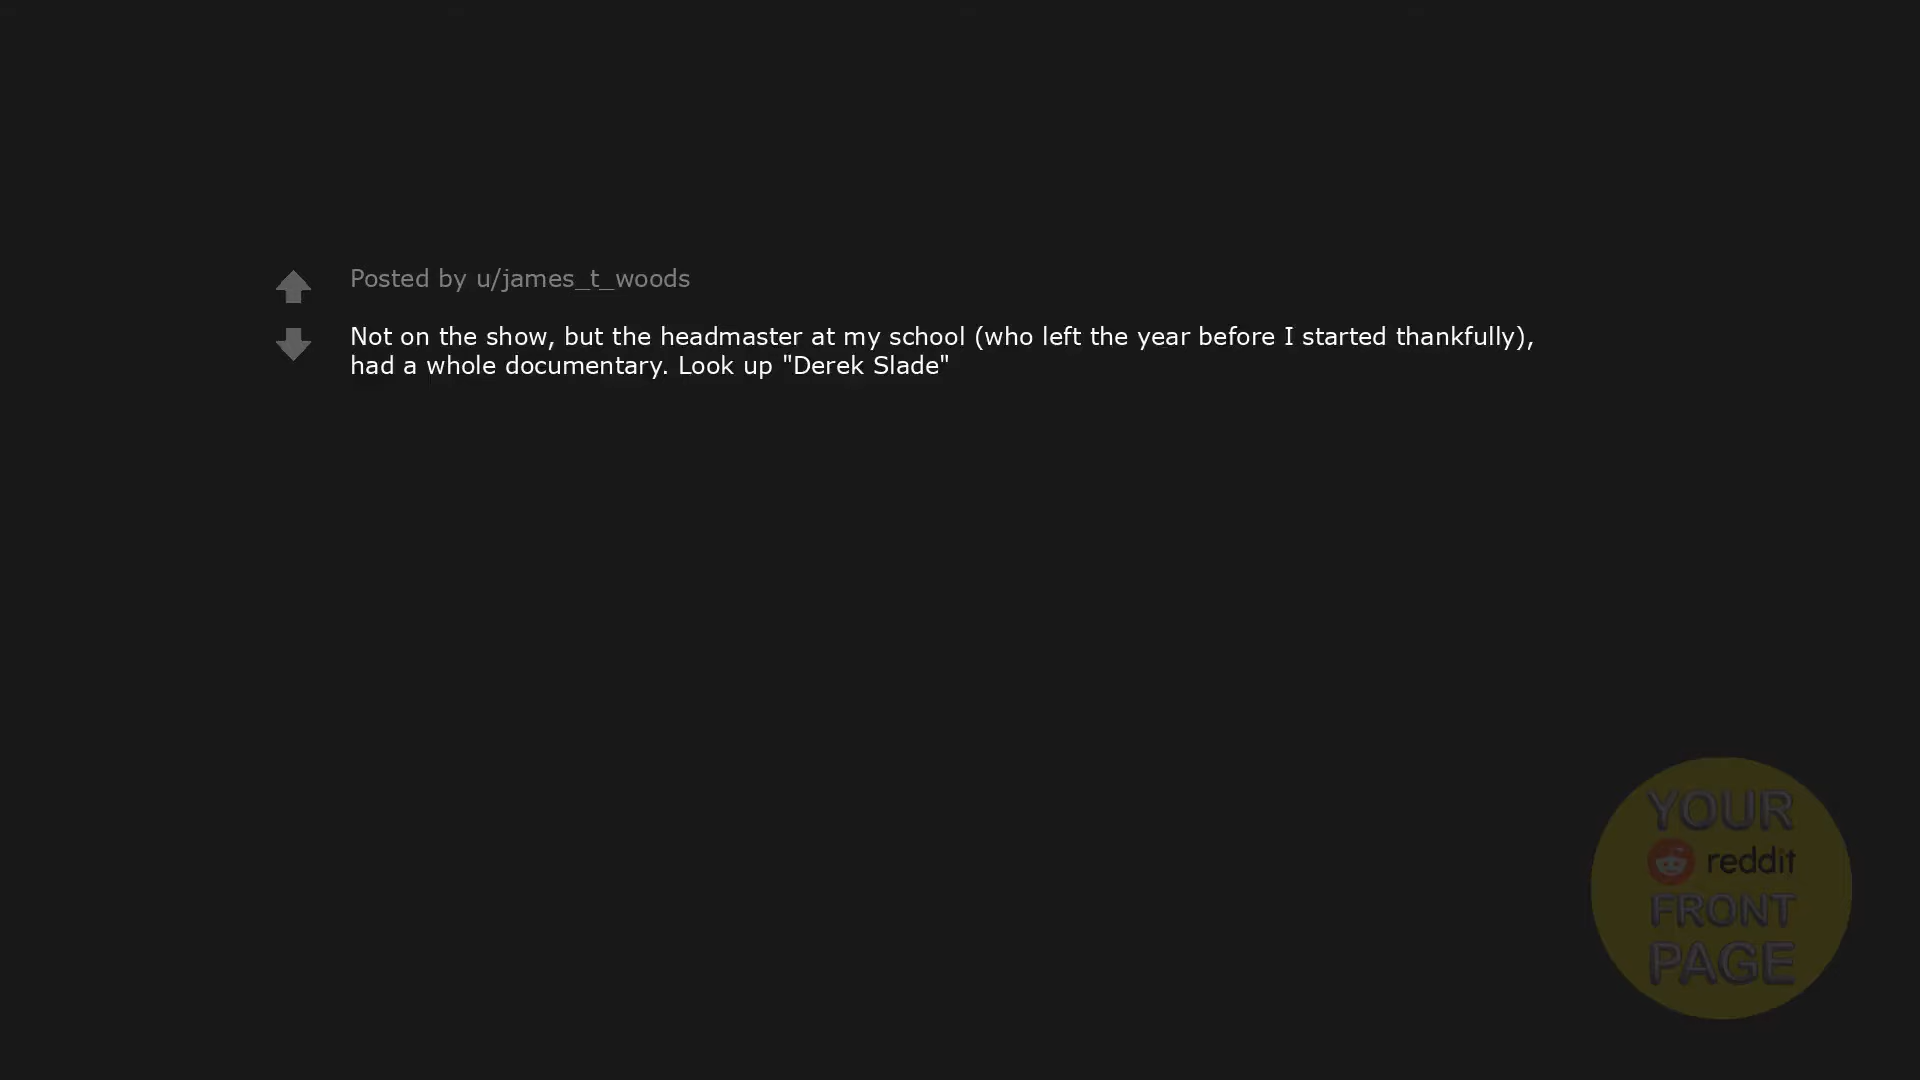 Posted by u/james_t_woods
Not on the show, but the headmaster at my school (who left the year before I started thankfully),
had a whole documentary. Look up "Derek Slade"
YOUR
reddit
FRONT
PAGE